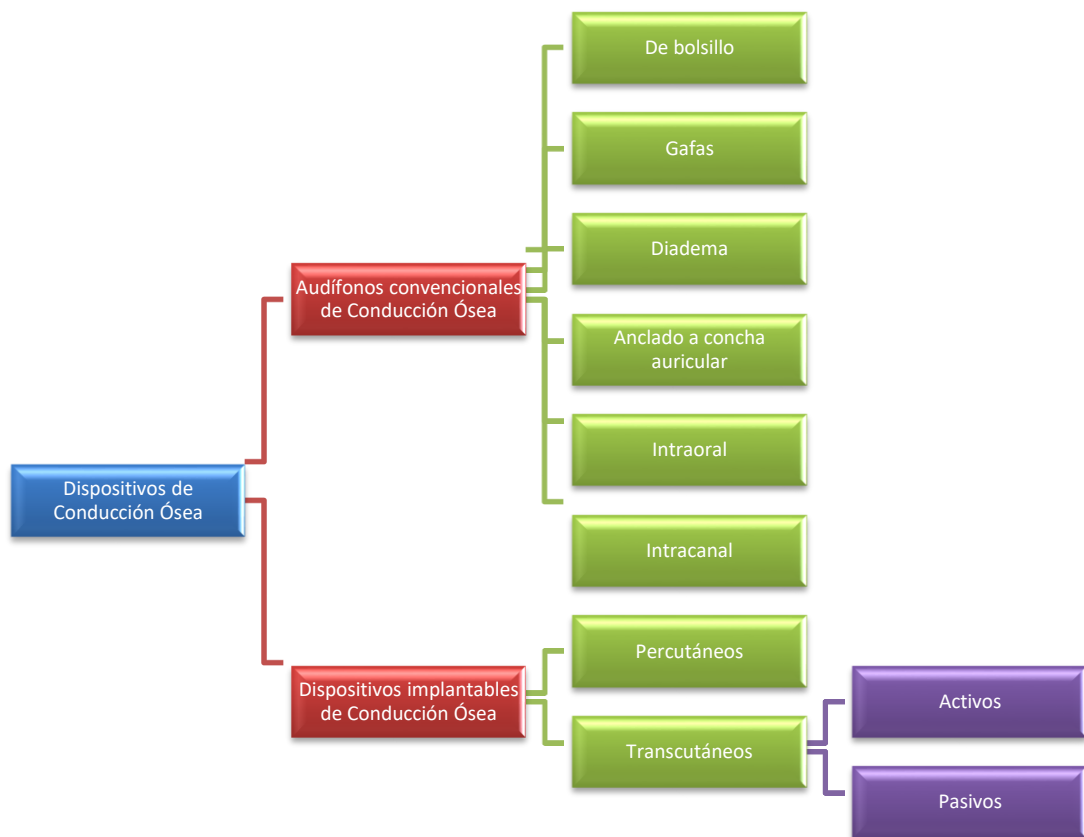 De bolsillo
Gafas
Diadema
Audífonos convencionales
de Conducción Ósea
Anclado a concha
auricular
Intraoral
Dispositivos de
Conducción Ósea
Intracanal
Percutáneos
Dispositivos implantables
de Conducción Ósea
Activos
Transcutáneos
Pasivos